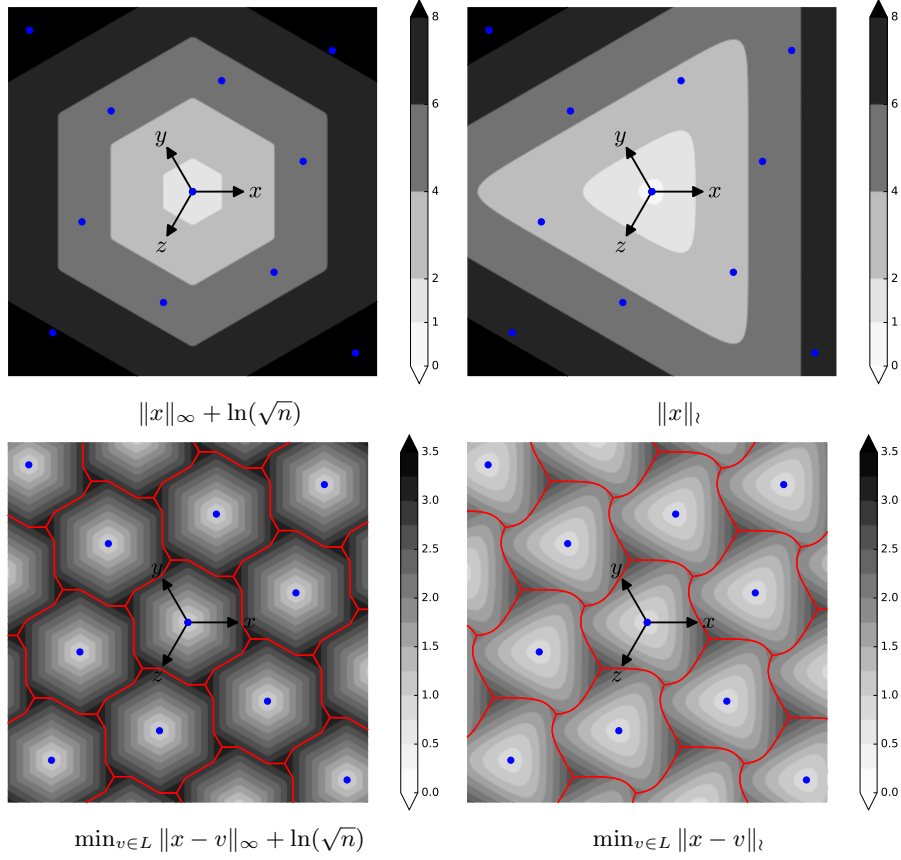 8
6
4
2
1
0
y
x
z
‖x‖∞ + ln(√n)
8
6
4
2
1
0
y
x
z
‖x‖≀
3.5
3.0
2.5
2.0
1.5
1.0
0.5
0.0
y
x
z
min_{v∈L} ‖x − v‖∞ + ln(√n)
3.5
3.0
2.5
2.0
1.5
1.0
0.5
0.0
y
x
z
min_{v∈L} ‖x − v‖≀